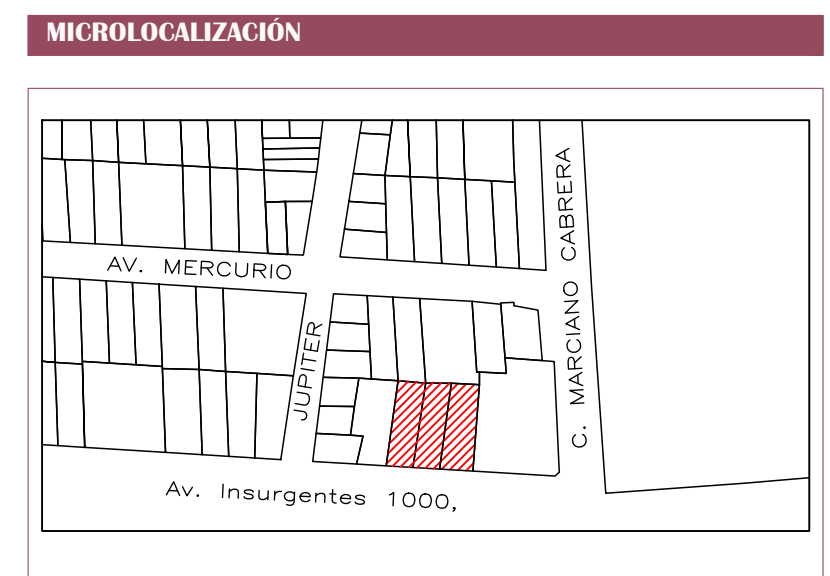 MICROLOCALIZACIÓN
C. MARCIANO CABRERA
AV. MERCURIO
JUPITER
Av. Insurgentes 1000,